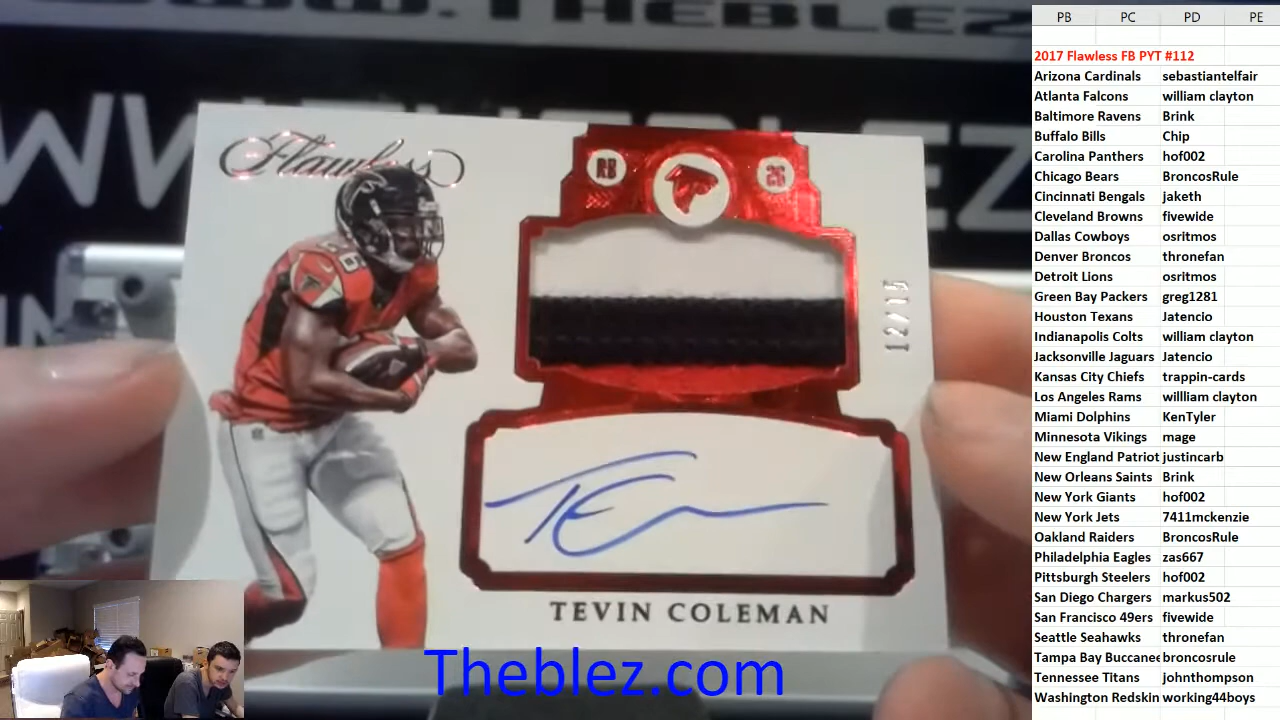 www.Theblez
WWW.THEBLEZ
Flawless
RB
26
12/15
TEVIN COLEMAN
Theblez.com
PB PC PD PE
2017 Flawless FB PYT #112
Arizona Cardinals sebastiantelfair
Atlanta Falcons william clayton
Baltimore Ravens Brink
Buffalo Bills Chip
Carolina Panthers hof002
Chicago Bears BroncosRule
Cincinnati Bengals jaketh
Cleveland Browns fivewide
Dallas Cowboys osritmos
Denver Broncos thronefan
Detroit Lions osritmos
Green Bay Packers greg1281
Houston Texans Jatencio
Indianapolis Colts william clayton
Jacksonville Jaguars Jatencio
Kansas City Chiefs trappin-cards
Los Angeles Rams willliam clayton
Miami Dolphins KenTyler
Minnesota Vikings mage
New England Patriot justincarb
New Orleans Saints Brink
New York Giants hof002
New York Jets 7411mckenzie
Oakland Raiders BroncosRule
Philadelphia Eagles zas667
Pittsburgh Steelers hof002
San Diego Chargers markus502
San Francisco 49ers fivewide
Seattle Seahawks thronefan
Tampa Bay Buccanee broncosrule
Tennessee Titans johnthompson
Washington Redskin working44boys